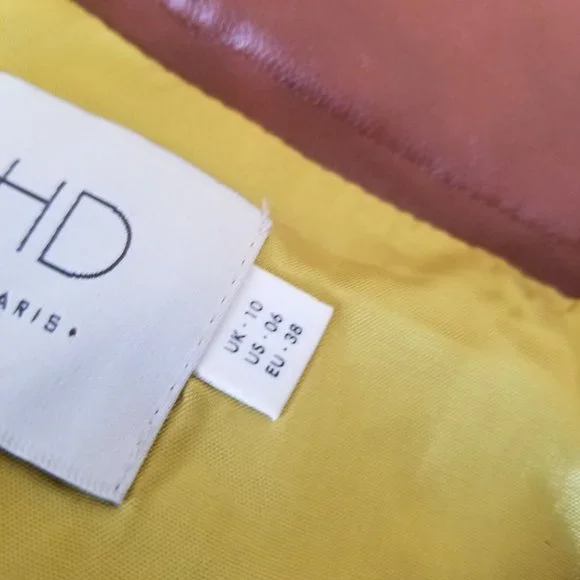 HD
ARIS.
UK · 10
US · 06
EU · 38